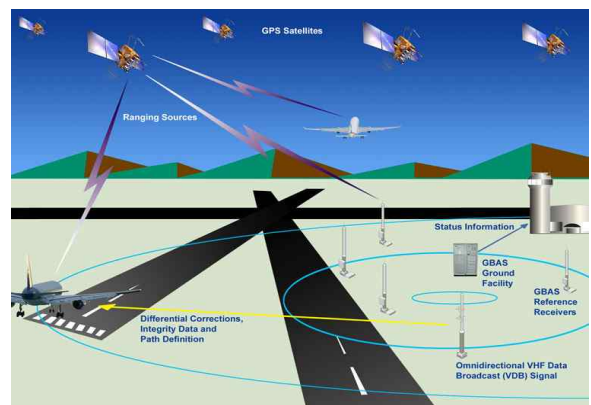 GPS Satellites
Ranging Sources
Status Information
GBAS
Ground
Facility
GBAS
Reference
Receivers
Differential Corrections,
Integrity Data and
Path Definition
Omnidirectional VHF Data
Broadcast (VDB) Signal